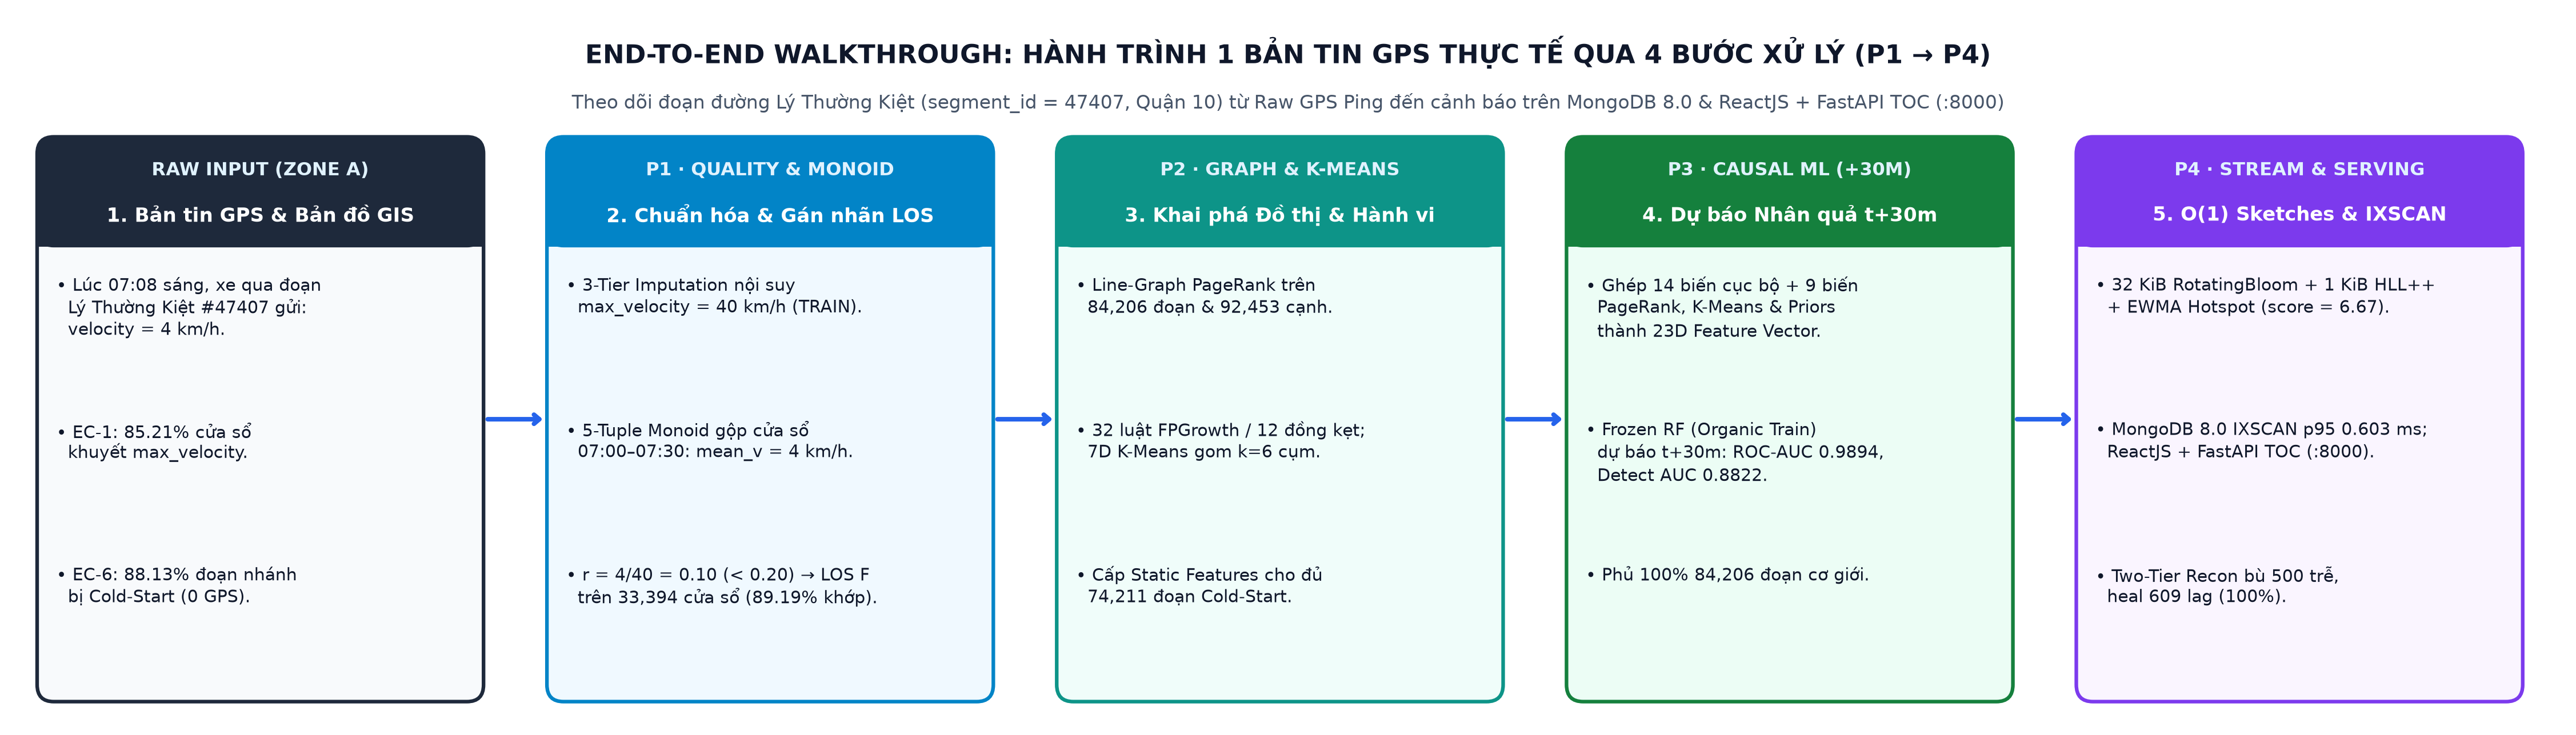 END-TO-END WALKTHROUGH: HÀNH TRÌNH 1 BẢN TIN GPS THỰC TẾ QUA 4 BƯỚC XỬ LÝ (P1 → P4)
Theo dõi đoạn đường Lý Thường Kiệt (segment_id = 47407, Quận 10) từ Raw GPS Ping đến cảnh báo trên MongoDB 8.0 & ReactJS + FastAPI TOC (:8000)
RAW INPUT (ZONE A)
1. Bản tin GPS & Bản đồ GIS
• Lúc 07:08 sáng, xe qua đoạn
Lý Thường Kiệt #47407 gửi:
velocity = 4 km/h.
• EC-1: 85.21% cửa sổ
khuyết max_velocity.
• EC-6: 88.13% đoạn nhánh
bị Cold-Start (0 GPS).
P1 · QUALITY & MONOID
2. Chuẩn hóa & Gán nhãn LOS
• 3-Tier Imputation nội suy
max_velocity = 40 km/h (TRAIN).
• 5-Tuple Monoid gộp cửa sổ
07:00–07:30: mean_v = 4 km/h.
• r = 4/40 = 0.10 (< 0.20) → LOS F
trên 33,394 cửa sổ (89.19% khớp).
P2 · GRAPH & K-MEANS
3. Khai phá Đồ thị & Hành vi
• Line-Graph PageRank trên
84,206 đoạn & 92,453 cạnh.
• 32 luật FPGrowth / 12 đồng kẹt;
7D K-Means gom k=6 cụm.
• Cấp Static Features cho đủ
74,211 đoạn Cold-Start.
P3 · CAUSAL ML (+30M)
4. Dự báo Nhân quả t+30m
• Ghép 14 biến cục bộ + 9 biến
PageRank, K-Means & Priors
thành 23D Feature Vector.
• Frozen RF (Organic Train)
dự báo t+30m: ROC-AUC 0.9894,
Detect AUC 0.8822.
• Phủ 100% 84,206 đoạn cơ giới.
P4 · STREAM & SERVING
5. O(1) Sketches & IXSCAN
• 32 KiB RotatingBloom + 1 KiB HLL++
+ EWMA Hotspot (score = 6.67).
• MongoDB 8.0 IXSCAN p95 0.603 ms;
ReactJS + FastAPI TOC (:8000).
• Two-Tier Recon bù 500 trễ,
heal 609 lag (100%).